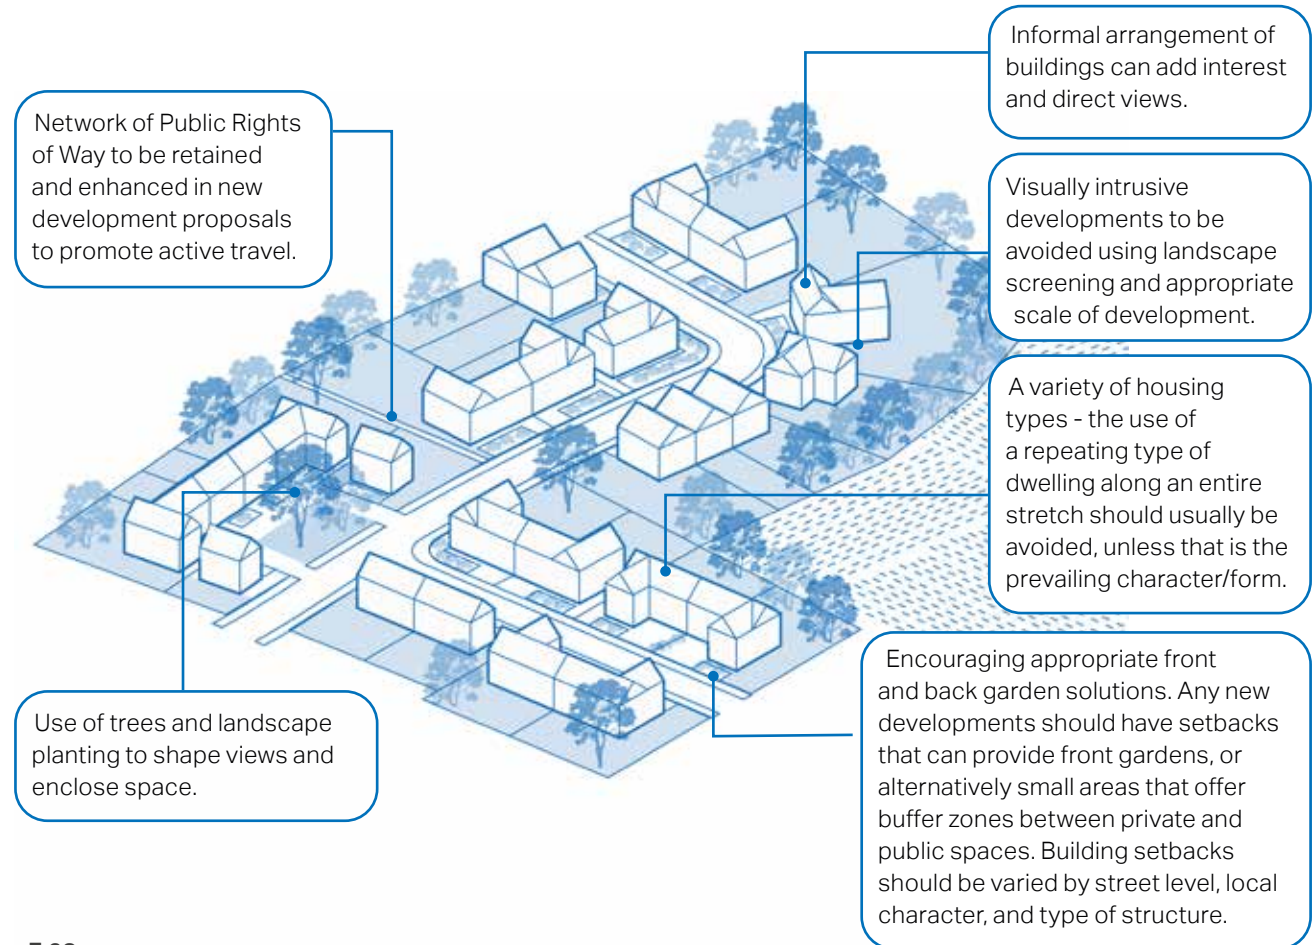 Informal arrangement of
buildings can add interest
and direct views.
Network of Public Rights
of Way to be retained
and enhanced in new
development proposals
to promote active travel.
Visually intrusive
developments to be
avoided using landscape
screening and appropriate
scale of development.
A variety of housing
types - the use of
a repeating type of
dwelling along an entire
stretch should usually be
avoided, unless that is the
prevailing character/form.
Encouraging appropriate front
and back garden solutions. Any new
developments should have setbacks
that can provide front gardens, or
alternatively small areas that offer
buffer zones between private and
public spaces. Building setbacks
should be varied by street level, local
character, and type of structure.
Use of trees and landscape
planting to shape views and
enclose space.